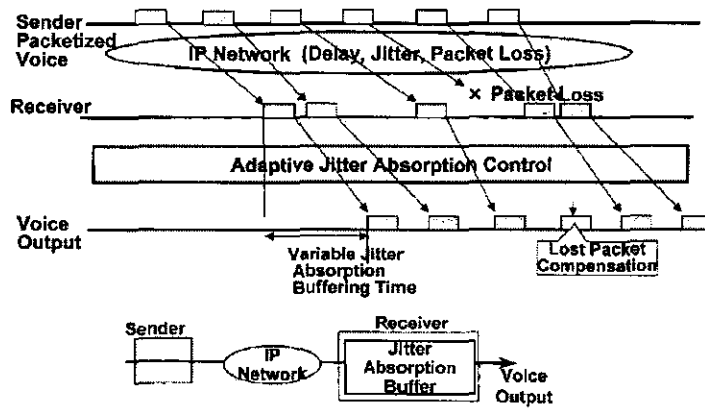 Sender
Packetized
Voice
IP Network (Delay, Jitter, Packet Loss)
× Packet Loss
Receiver
Adaptive Jitter Absorption Control
Voice
Output
Variable Jitter
Absorption
Buffering Time
Lost Packet
Compensation
Sender
IP
Network
Receiver
Jitter
Absorption
Buffer
Voice
Output